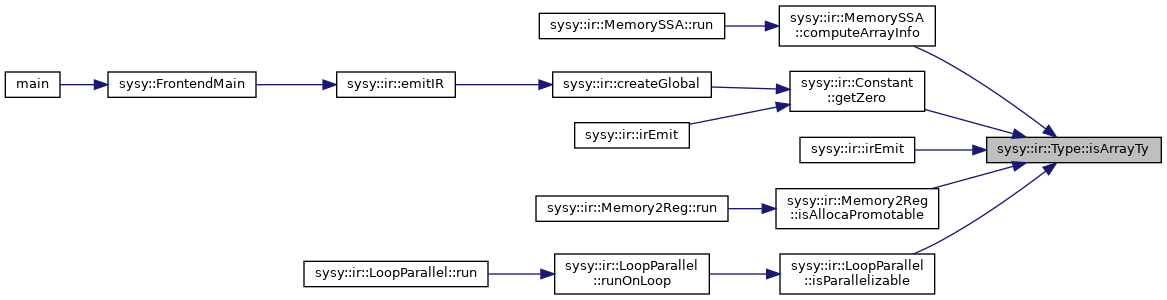 sysy::ir::MemorySSA::run
sysy::ir::MemorySSA
::computeArrayInfo
main
sysy::FrontendMain
sysy::ir::emitIR
sysy::ir::createGlobal
sysy::ir::Constant
::getZero
sysy::ir::irEmit
sysy::ir::irEmit
sysy::ir::Type::isArrayTy
sysy::ir::Memory2Reg::run
sysy::ir::Memory2Reg
::isAllocaPromotable
sysy::ir::LoopParallel::run
sysy::ir::LoopParallel
::runOnLoop
sysy::ir::LoopParallel
::isParallelizable